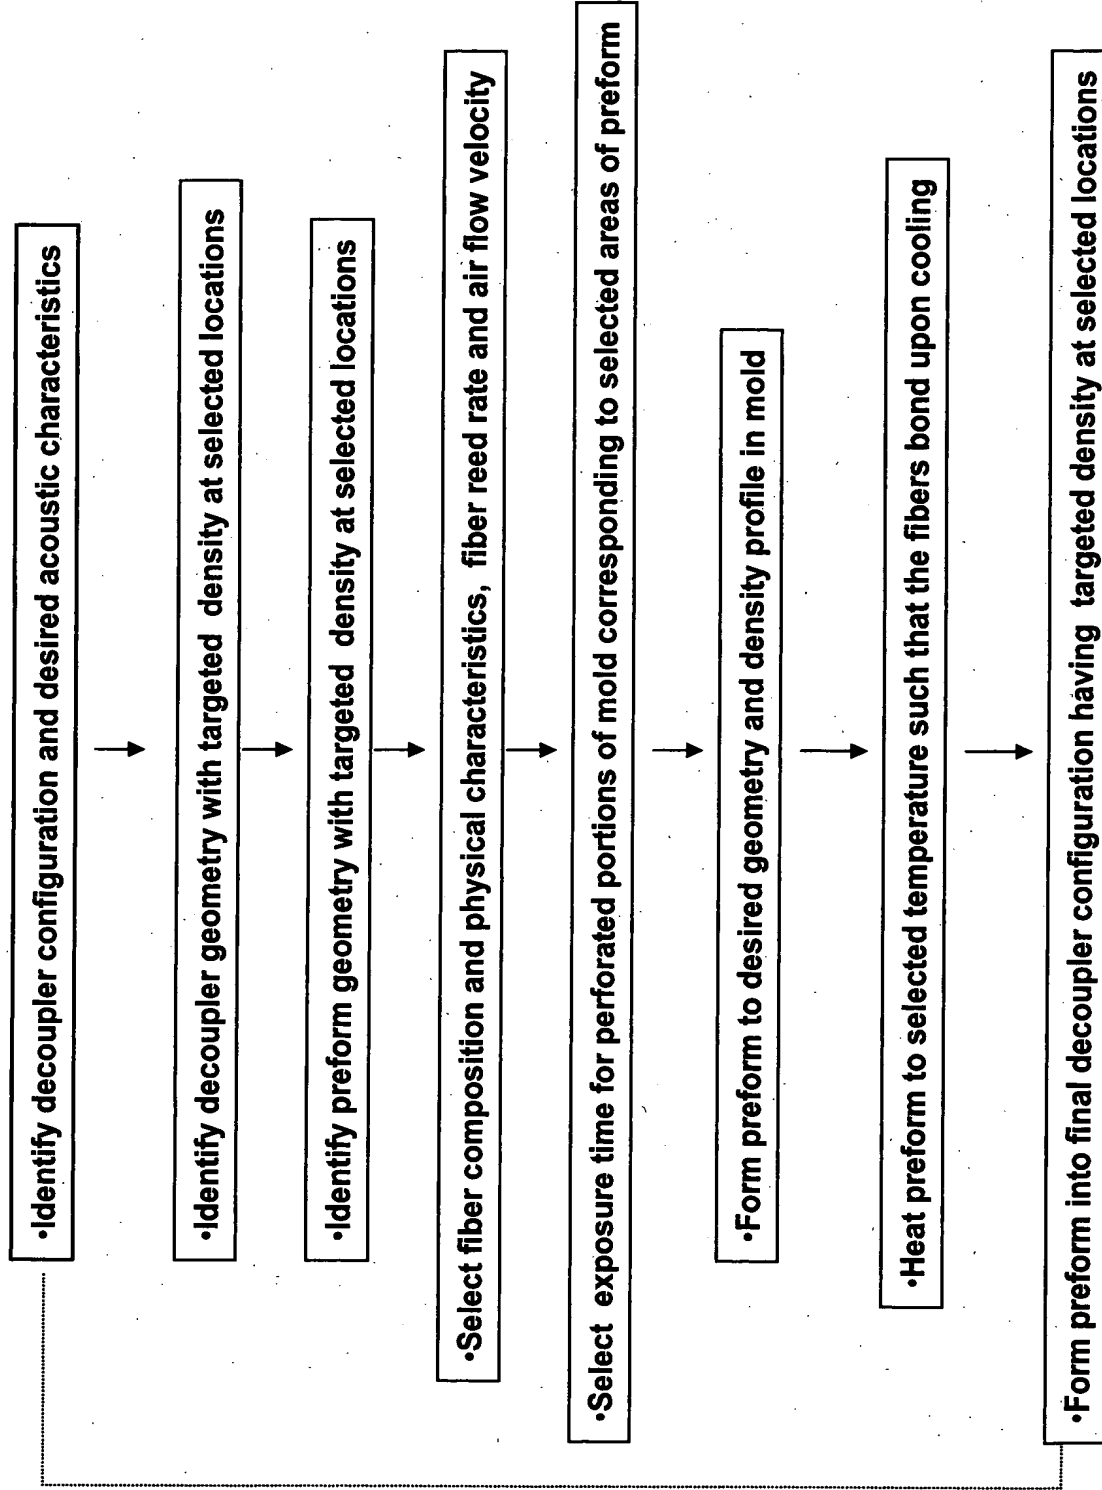 •Identify decoupler configuration and desired acoustic characteristics
•Identify decoupler geometry with targeted density at selected locations
•Identify preform geometry with targeted density at selected locations
•Select fiber composition and physical characteristics, fiber reed rate and air flow velocity
•Select exposure time for perforated portions of mold corresponding to selected areas of preform
•Form preform to desired geometry and density profile in mold
•Heat preform to selected temperature such that the fibers bond upon cooling
•Form preform into final decoupler configuration having targeted density at selected locations